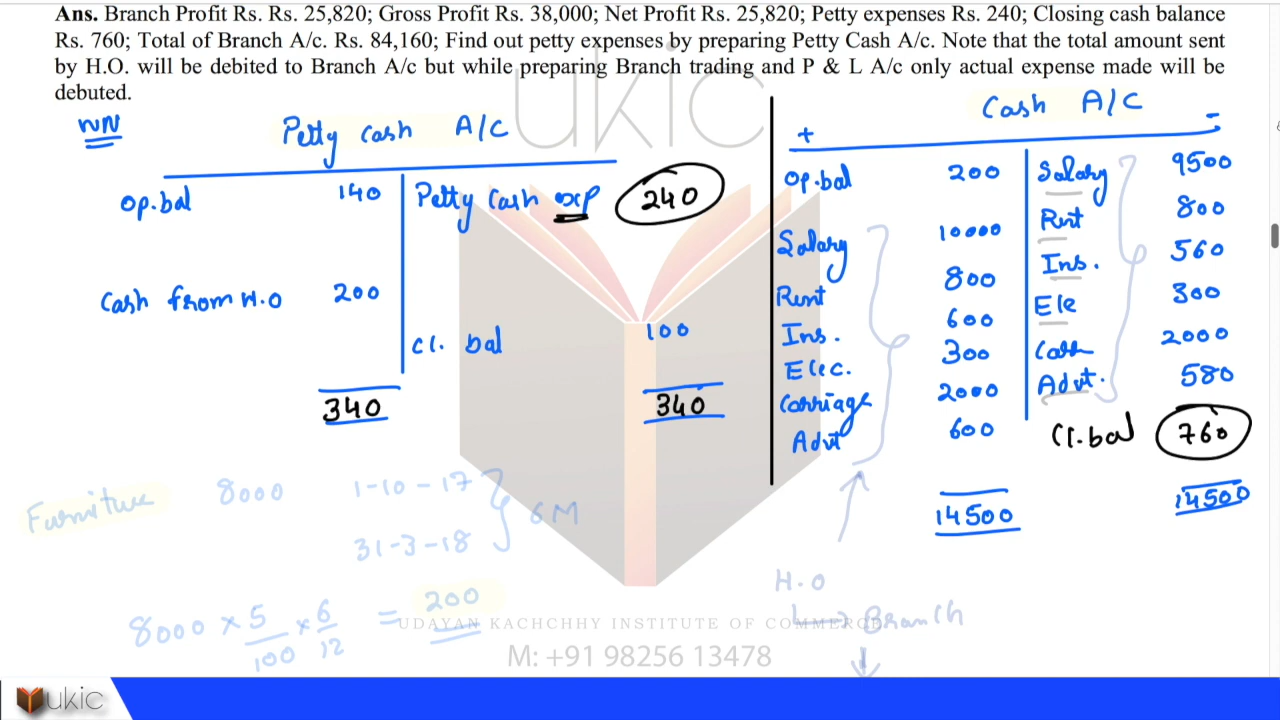 Ans. Branch Profit Rs. Rs. 25,820; Gross Profit Rs. 38,000; Net Profit Rs. 25,820; Petty expenses Rs. 240; Closing cash balance
Rs. 760; Total of Branch A/c. Rs. 84,160; Find out petty expenses by preparing Petty Cash A/c. Note that the total amount sent
by H.O. will be debited to Branch A/c but while preparing Branch trading and P & L A/c only actual expense made will be
debuted.
ukic
WN
Petty cash A/C
Op.bal 140 Petty Cash exp 240
Cash from H.O 200
Cl. bal 100
340 340
Cash A/C
+ -
Op.bal 200 Salary 9500
Salary 10000 Rent 800
Rent 800 Ins. 560
Ins. 600 Ele 300
Elec. 300 2000
Carriage 2000 Advt. 580
Advt 600 Cl.bal 760
14500 14500
Furniture 8000 1-10-17
31-3-18
6M
8000 × 5/100 × 6/12 = 200
H.O
Branch
UDAYAN KACHCHHY INSTITUTE OF COMMERCE
M: +91 98256 13478
ukic